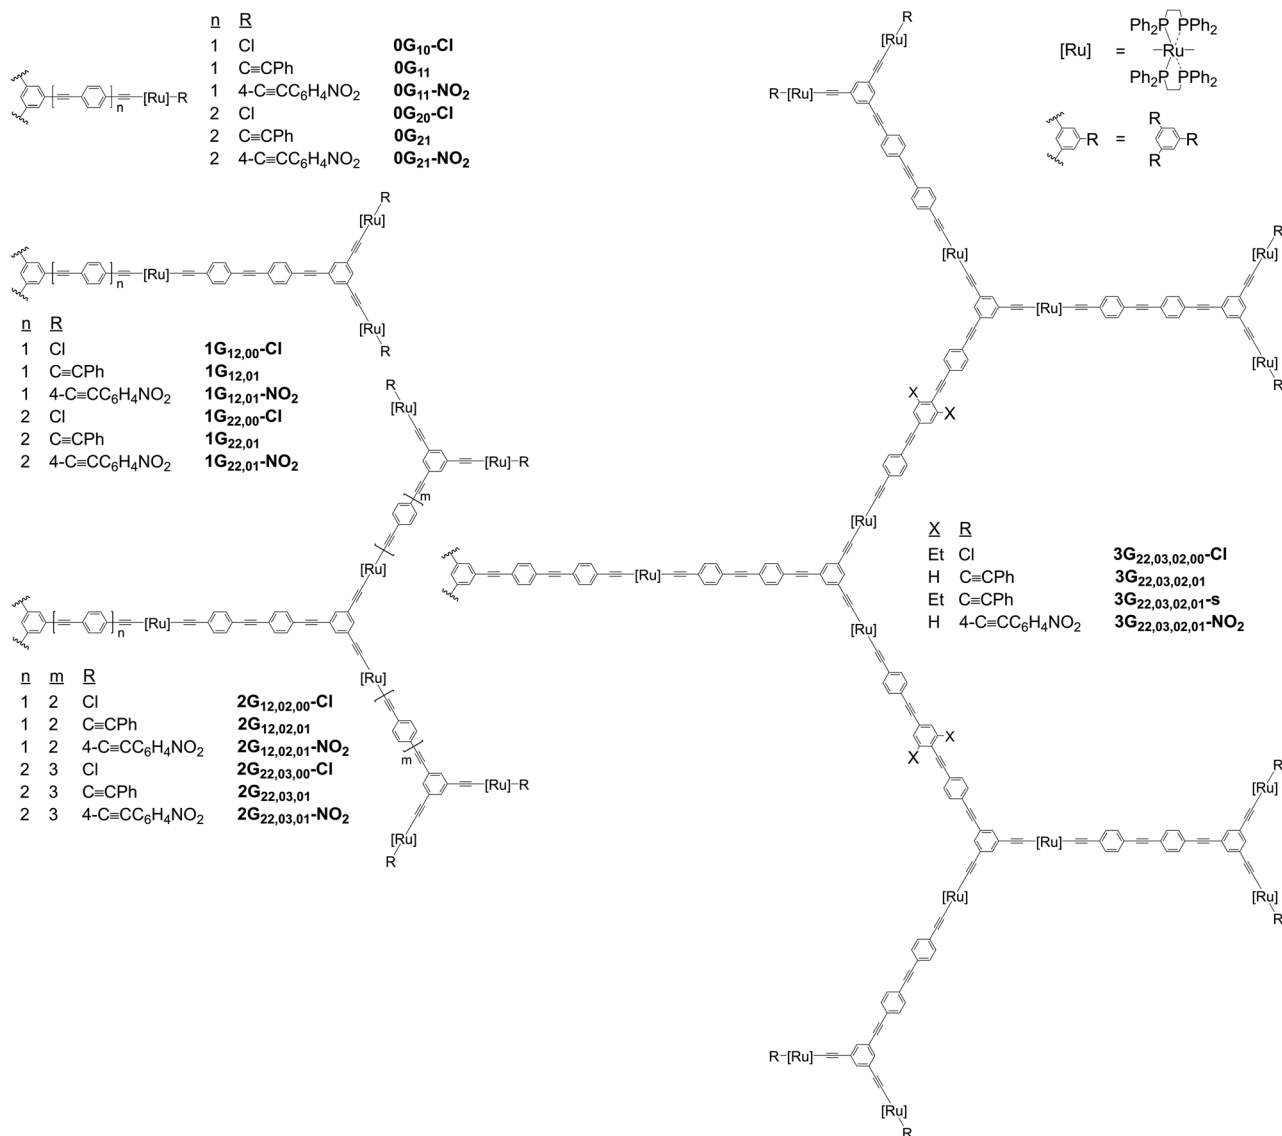 n R
1 Cl 0G₁₀-Cl
1 C≡CPh 0G₁₁
1 4-C≡CC₆H₄NO₂ 0G₁₁-NO₂
2 Cl 0G₂₀-Cl
2 C≡CPh 0G₂₁
2 4-C≡CC₆H₄NO₂ 0G₂₁-NO₂
n
[Ru]-R
R
[Ru]
n
[Ru]
[Ru]
R
n R
1 Cl 1G₁₂,₀₀-Cl
1 C≡CPh 1G₁₂,₀₁
1 4-C≡CC₆H₄NO₂ 1G₁₂,₀₁-NO₂
2 Cl 1G₂₂,₀₀-Cl
2 C≡CPh 1G₂₂,₀₁
2 4-C≡CC₆H₄NO₂ 1G₂₂,₀₁-NO₂
R
[Ru]
[Ru]-R
m
[Ru]
n
[Ru]
[Ru]
m
[Ru]-R
[Ru]
R
n m R
1 2 Cl 2G₁₂,₀₂,₀₀-Cl
1 2 C≡CPh 2G₁₂,₀₂,₀₁
1 2 4-C≡CC₆H₄NO₂ 2G₁₂,₀₂,₀₁-NO₂
2 3 Cl 2G₂₂,₀₃,₀₀-Cl
2 3 C≡CPh 2G₂₂,₀₃,₀₁
2 3 4-C≡CC₆H₄NO₂ 2G₂₂,₀₃,₀₁-NO₂
R
[Ru]
R-[Ru]
[Ru]
[Ru]
R
[Ru]
[Ru]
R
X
X
[Ru]
[Ru]
[Ru]
X
X
[Ru]
R
[Ru]
[Ru]
R
[Ru]
R-[Ru]
[Ru]
R
X R
Et Cl 3G₂₂,₀₃,₀₂,₀₀-Cl
H C≡CPh 3G₂₂,₀₃,₀₂,₀₁
Et C≡CPh 3G₂₂,₀₃,₀₂,₀₁-s
H 4-C≡CC₆H₄NO₂ 3G₂₂,₀₃,₀₂,₀₁-NO₂
Ph₂P PPh₂
[Ru] = Ru
Ph₂P PPh₂
R
R = R
R